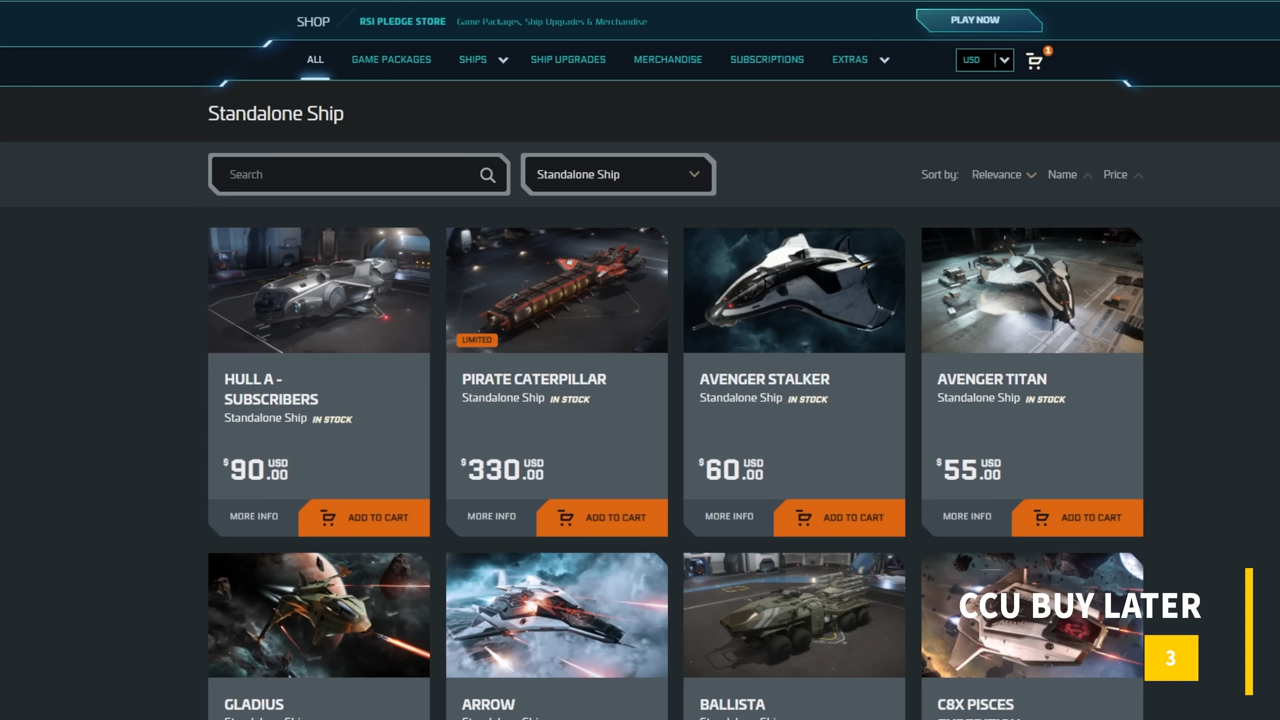 SHOP RSI PLEDGE STORE Game Packages, Ship Upgrades & Merchandise PLAY NOW
ALL GAME PACKAGES SHIPS SHIP UPGRADES MERCHANDISE SUBSCRIPTIONS EXTRAS USD 1
Standalone Ship
Search Standalone Ship Sort by: Relevance Name Price
LIMITED
HULL A -
SUBSCRIBERS
Standalone Ship IN STOCK
$90 USD .00
MORE INFO ADD TO CART
PIRATE CATERPILLAR
Standalone Ship IN STOCK
$330 USD .00
MORE INFO ADD TO CART
AVENGER STALKER
Standalone Ship IN STOCK
$60 USD .00
MORE INFO ADD TO CART
AVENGER TITAN
Standalone Ship IN STOCK
$55 USD .00
MORE INFO ADD TO CART
CCU BUY LATER
3
GLADIUS
ARROW
BALLISTA
C8X PISCES